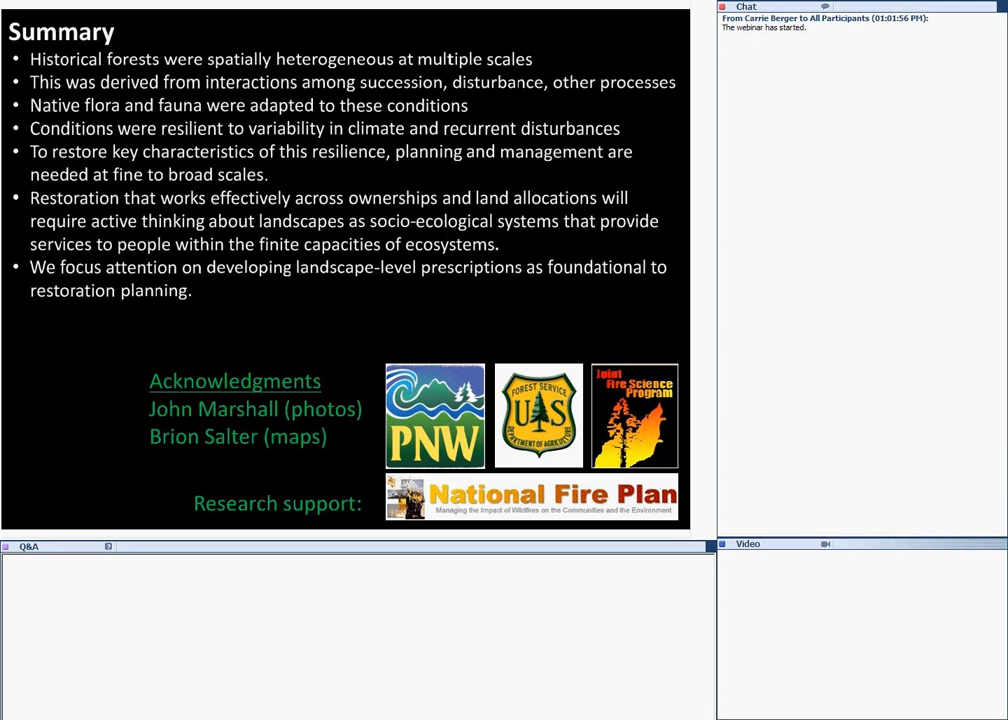 Summary
• Historical forests were spatially heterogeneous at multiple scales
• This was derived from interactions among succession, disturbance, other processes
• Native flora and fauna were adapted to these conditions
• Conditions were resilient to variability in climate and recurrent disturbances
• To restore key characteristics of this resilience, planning and management are
needed at fine to broad scales.
• Restoration that works effectively across ownerships and land allocations will
require active thinking about landscapes as socio-ecological systems that provide
services to people within the finite capacities of ecosystems.
• We focus attention on developing landscape-level prescriptions as foundational to
restoration planning.
Acknowledgments
John Marshall (photos)
Brion Salter (maps)
PNW
FOREST SERVICE
U S
DEPARTMENT OF AGRICULTURE
Joint
Fire Science
Program
Research support:
National Fire Plan
Managing the Impact of Wildfires on the Communities and the Environment
Chat
From Carrie Berger to All Participants (01:01:56 PM):
The webinar has started.
Q&A
Video